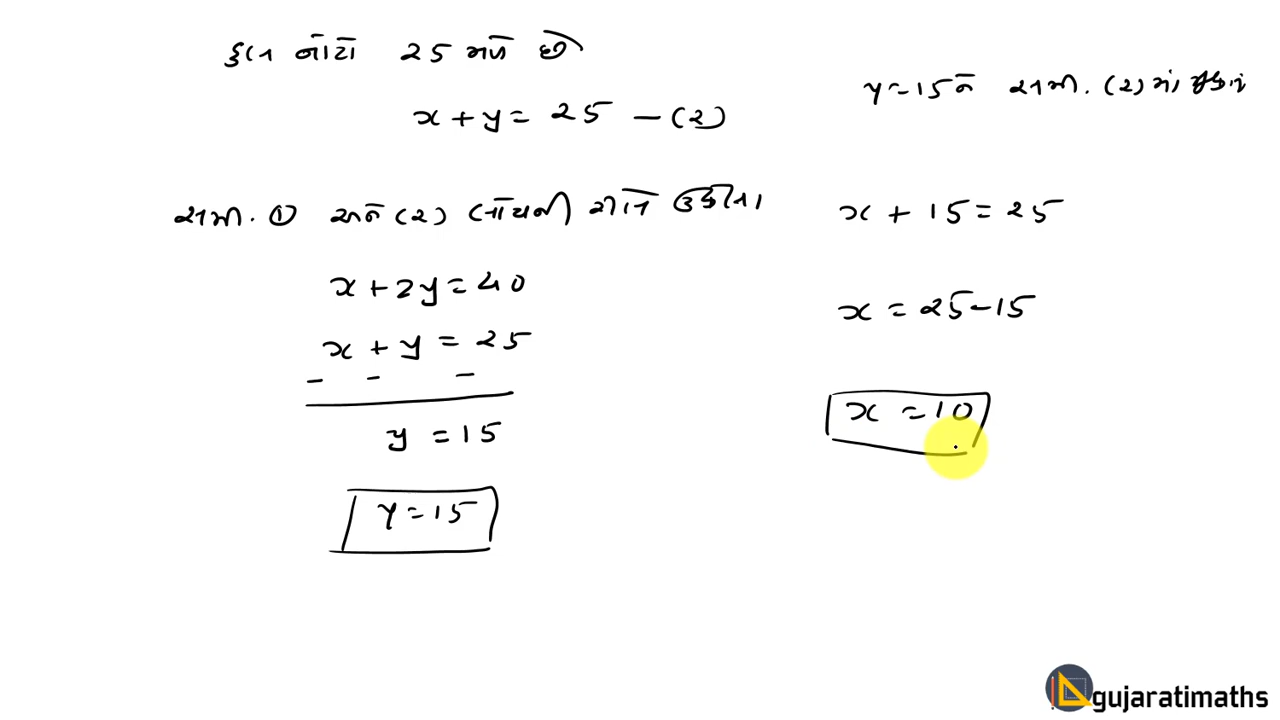 કુલ નોટો 25 મળે છે
x + y = 25 — (2)
સમી. ① અને (2) લોપની રીતે ઉકેલતા
x + 2y = 40
x + y = 25
– – –
y = 15
y = 15
y = 15 ને સમી. (2) માં મુકતાં
x + 15 = 25
x = 25 – 15
x = 10
gujaratimaths